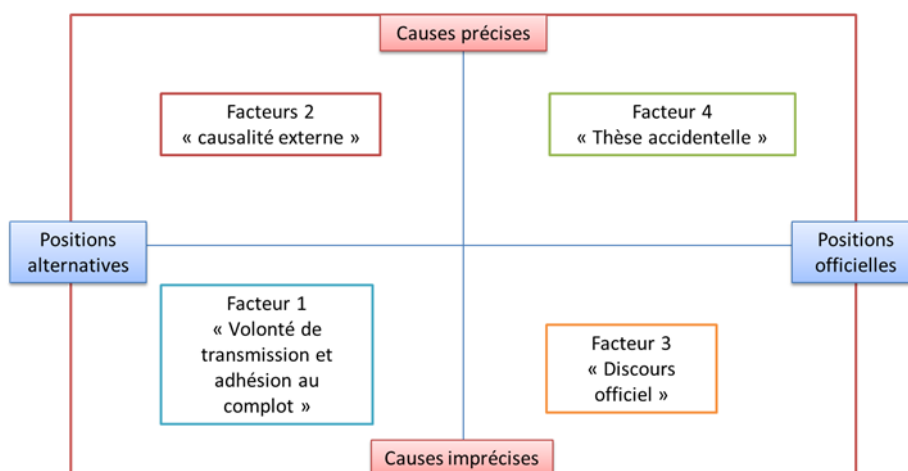 Causes précises
Facteurs 2
« causalité externe »
Facteur 4
« Thèse accidentelle »
Positions
alternatives
Positions
officielles
Facteur 1
« Volonté de
transmission et
adhésion au
complot »
Facteur 3
« Discours
officiel »
Causes imprécises